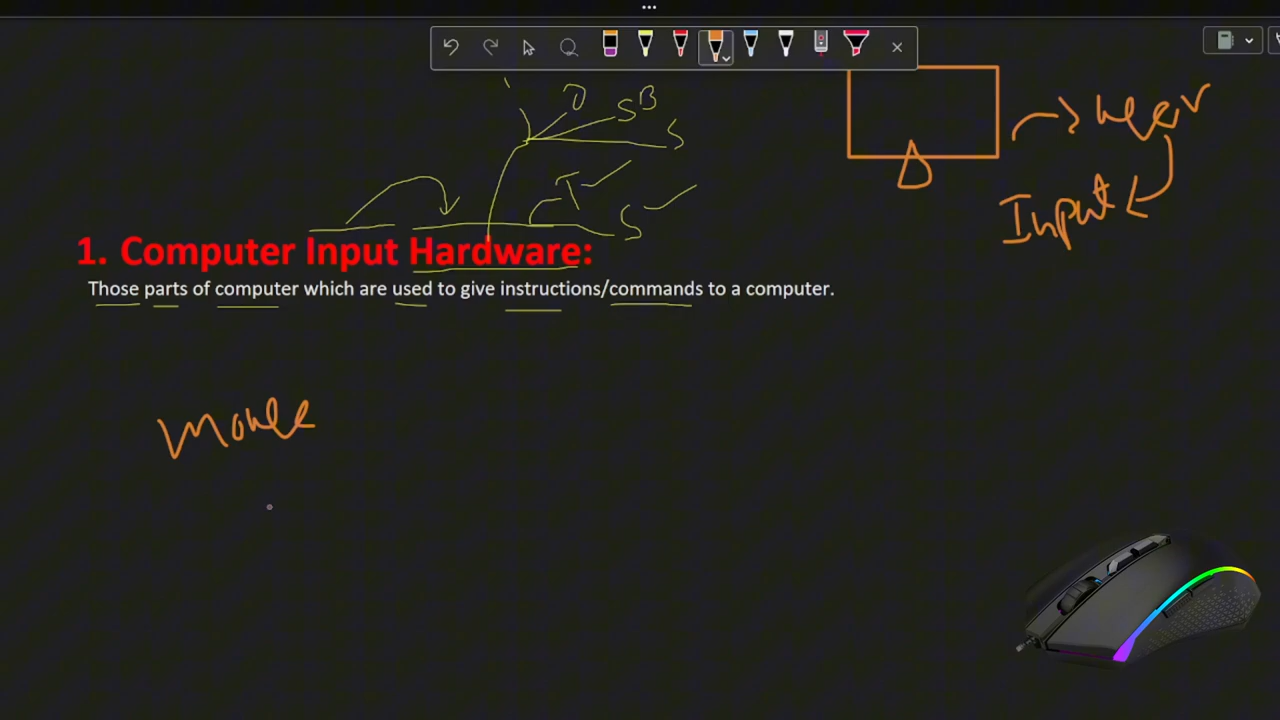 D
S B
S
T
S
user
Input
1. Computer Input Hardware:
Those parts of computer which are used to give instructions/commands to a computer.
Mouse